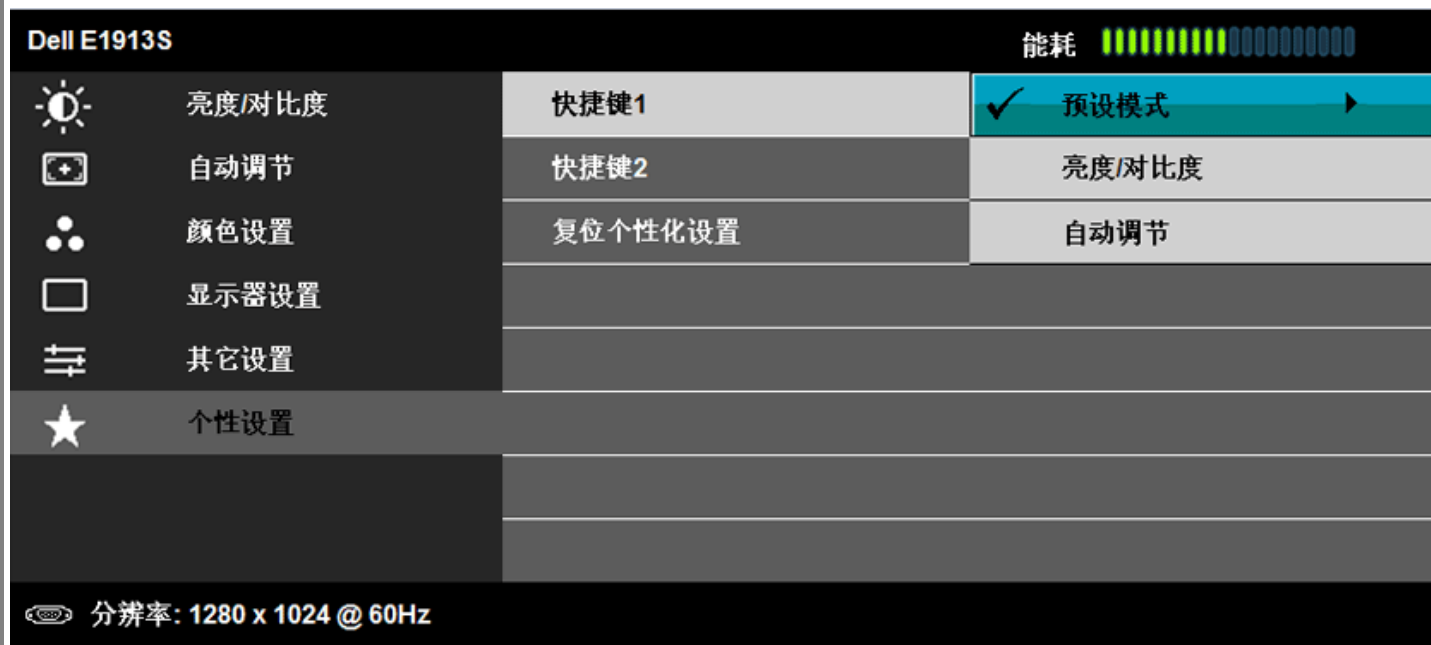 Dell E1913S 能耗
亮度/对比度 快捷键1 预设模式
自动调节 快捷键2 亮度/对比度
颜色设置 复位个性化设置 自动调节
显示器设置
其它设置
个性设置
分辨率: 1280 x 1024 @ 60Hz